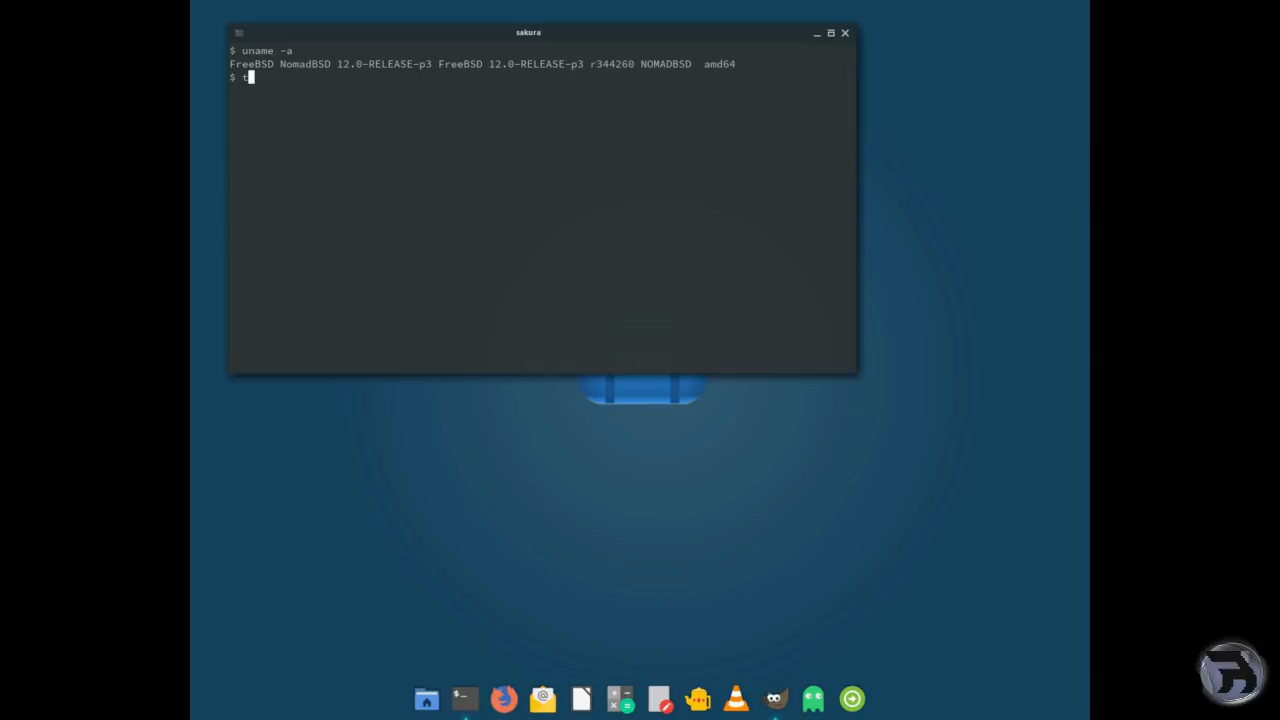 sakura
$ uname -a
FreeBSD NomadBSD 12.0-RELEASE-p3 FreeBSD 12.0-RELEASE-p3 r344260 NOMADBSD  amd64
$ t